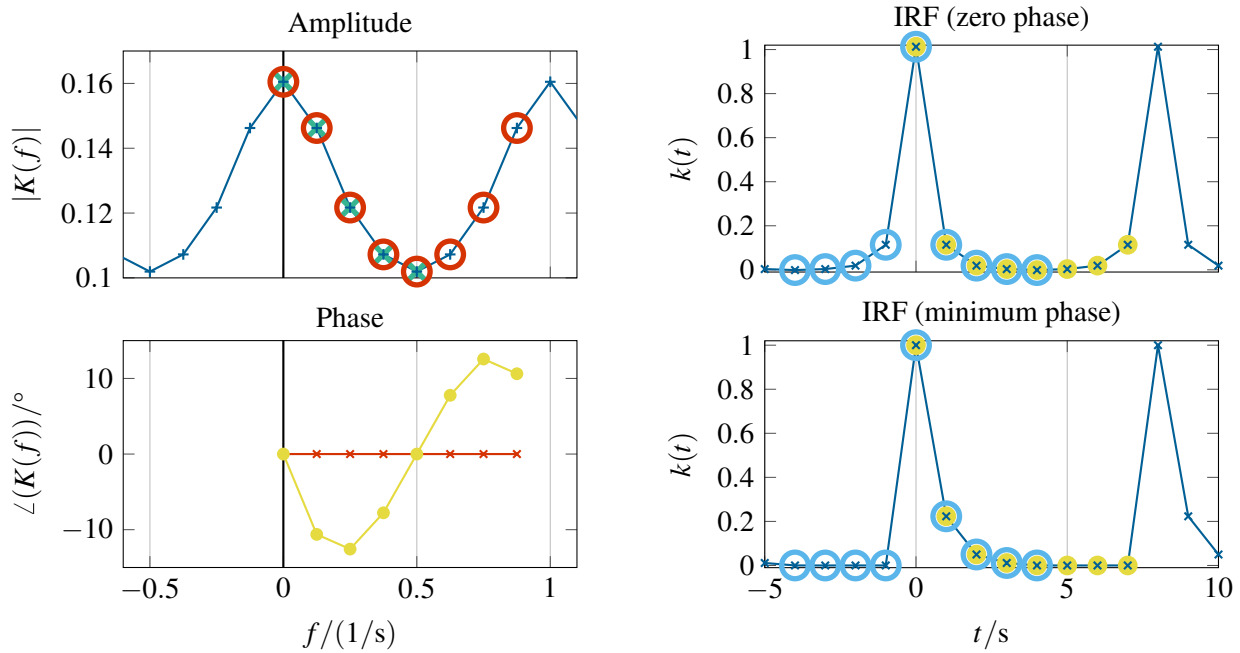 Amplitude
0.16
0.14
0.12
0.1
|K(f)|
Phase
10
0
−10
∠(K(f))/°
−0.5
0
0.5
1
f/(1/s)
IRF (zero phase)
1
0.8
0.6
0.4
0.2
0
k(t)
IRF (minimum phase)
1
0.8
0.6
0.4
0.2
0
k(t)
−5
0
5
10
t/s